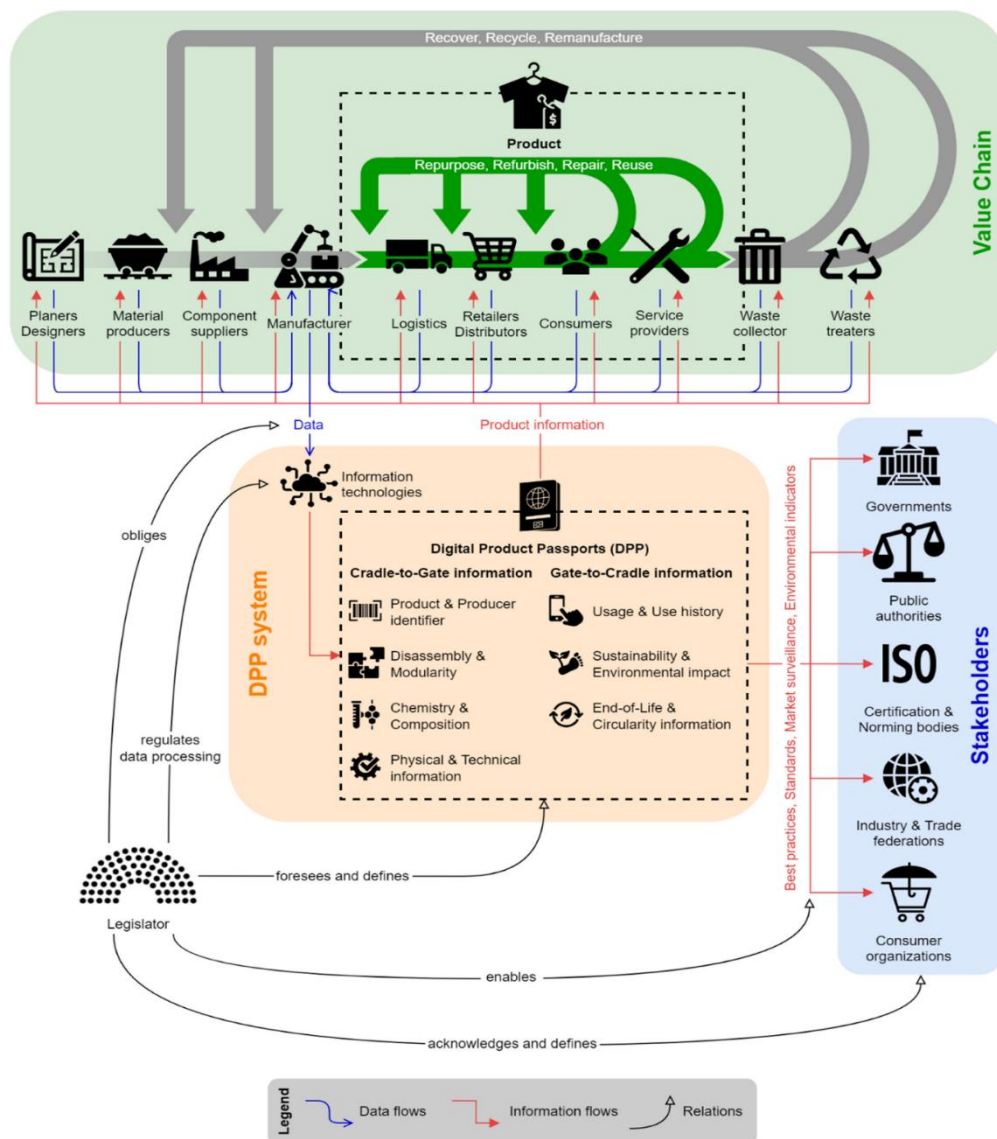 Recover, Recycle, Remanufacture
$
Product
Repurpose, Refurbish, Repair, Reuse
Value Chain
Planers
Designers
Material
producers
Component
suppliers
Manufacturer
Logistics
Retailers
Distributors
Consumers
Service
providers
Waste
collector
Waste
treaters
Data
Product information
Information
technologies
obliges
DPP system
Digital Product Passports (DPP)
Cradle-to-Gate information
Gate-to-Cradle information
Product & Producer
identifier
Usage & Use history
Disassembly &
Modularity
Sustainability &
Environmental impact
Chemistry &
Composition
End-of-Life &
Circularity information
Physical & Technical
information
regulates
data processing
Best practices, Standards, Market surveillance, Environmental indicators
Governments
Public
authorities
ISO
Certification &
Norming bodies
Industry & Trade
federations
Consumer
organizations
Stakeholders
Legislator
foresees and defines
enables
acknowledges and defines
Legend
Data flows
Information flows
Relations